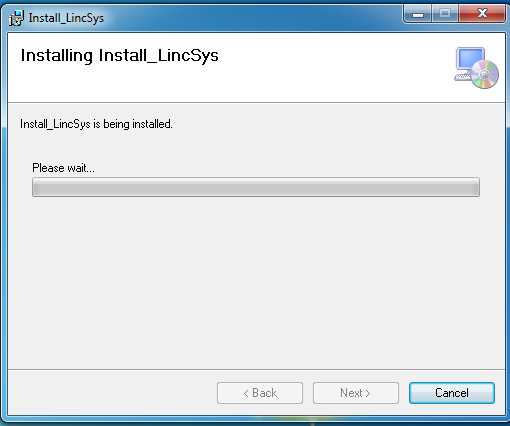 Install_LincSys
Installing Install_LincSys
Install_LincSys is being installed.
Please wait...
< Back
Next >
Cancel